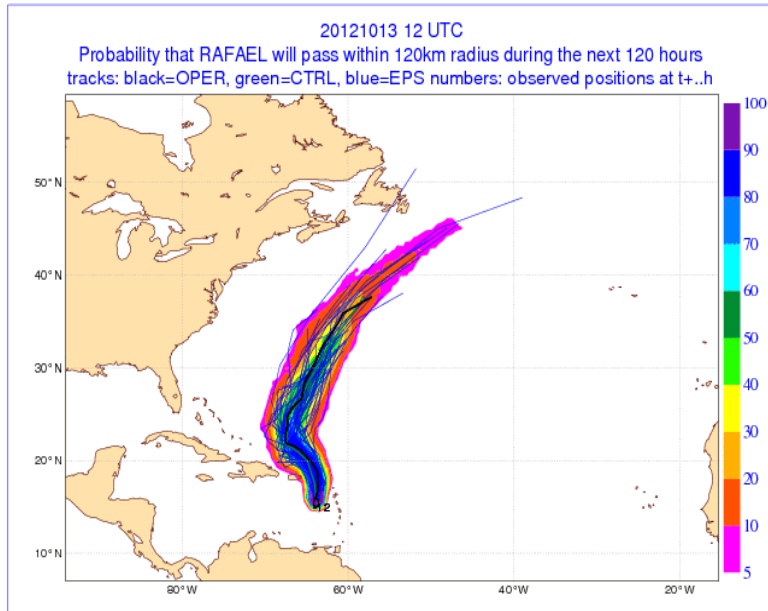 20121013 12 UTC
Probability that RAFAEL will pass within 120km radius during the next 120 hours
tracks: black=OPER, green=CTRL, blue=EPS numbers: observed positions at t+..h
100
90
80
70
60
50
40
30
20
10
5
50°N
40°N
30°N
20°N
10°N
80°W
60°W
40°W
20°W